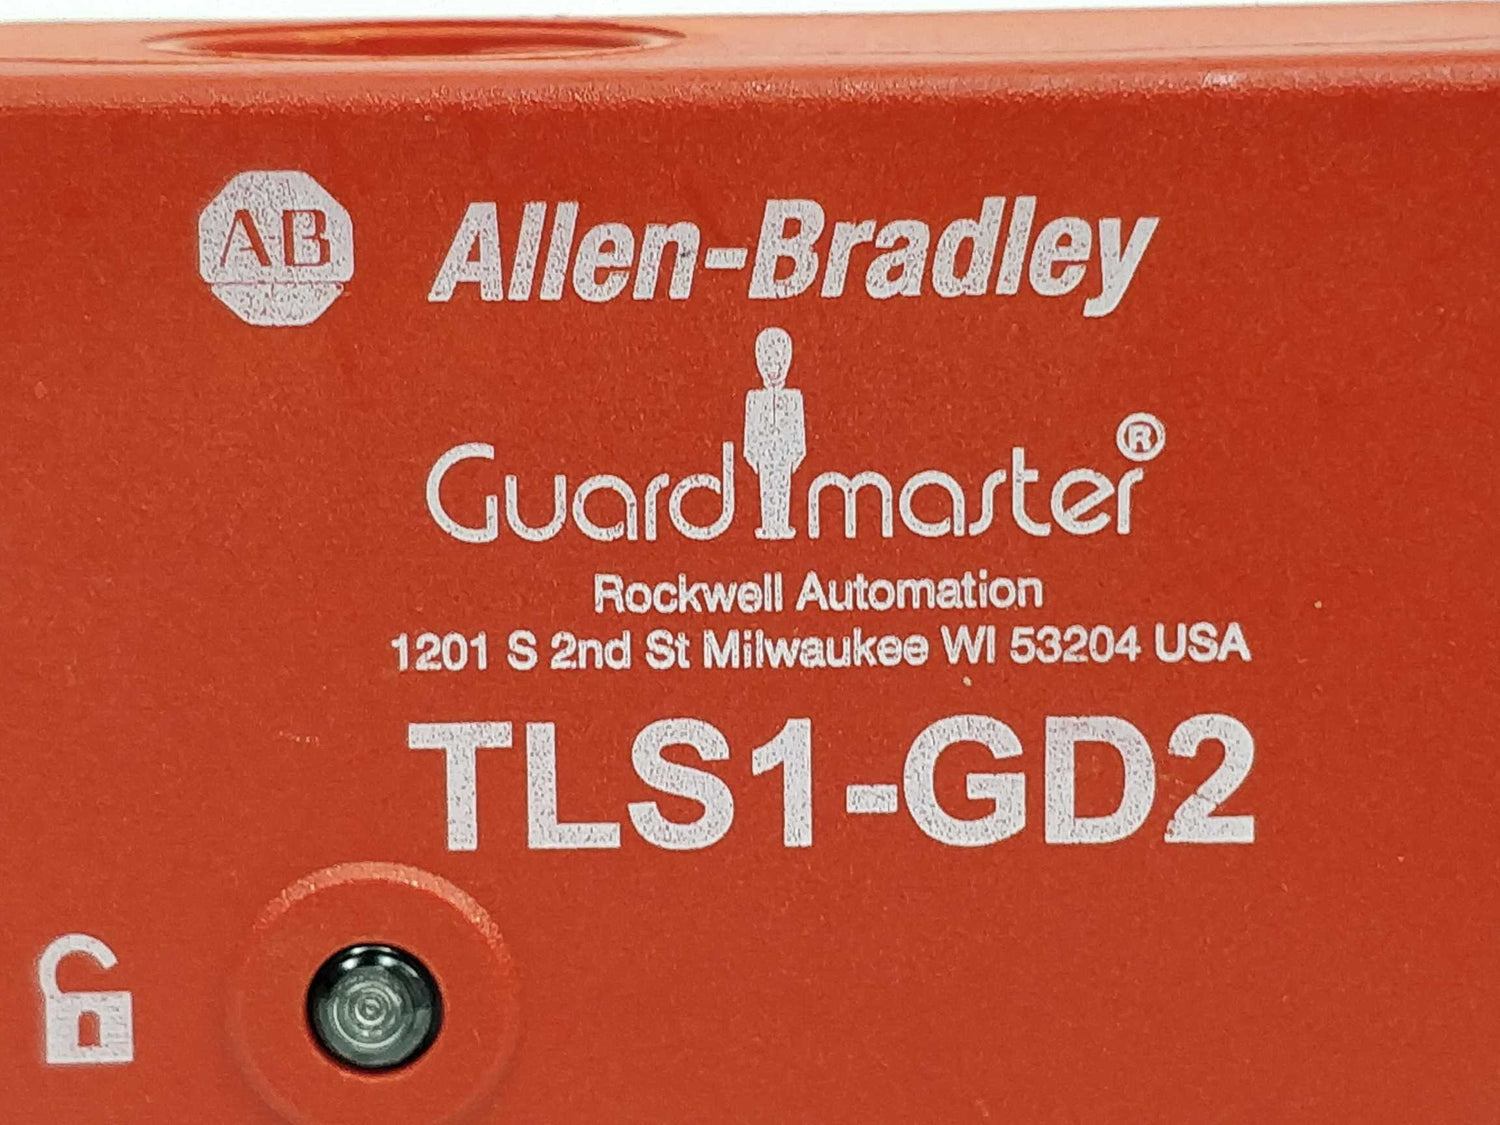 AB Allen-Bradley
Guardmaster®
Rockwell Automation
1201 S 2nd St Milwaukee WI 53204 USA
TLS1-GD2